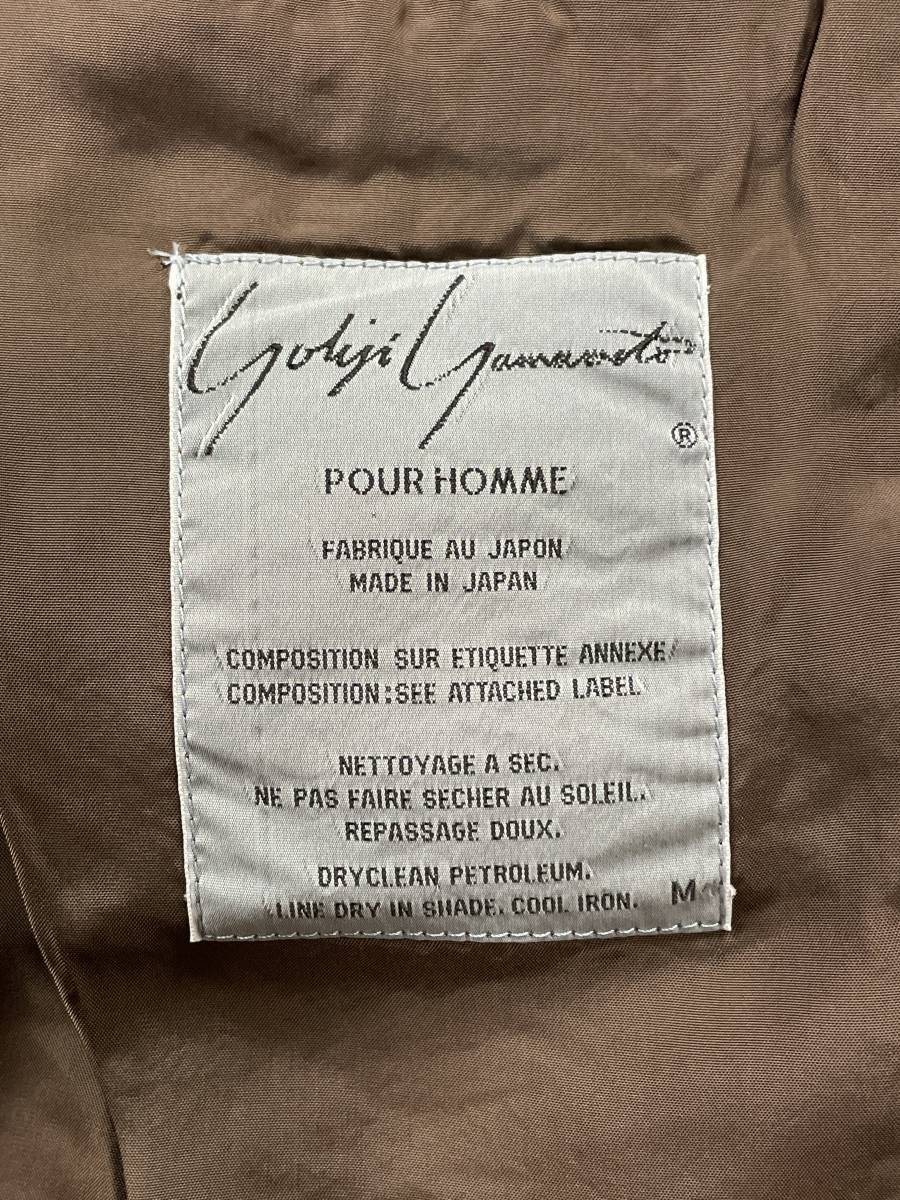 Yohji Yamamoto
®
POUR HOMME
FABRIQUE AU JAPON
MADE IN JAPAN
COMPOSITION SUR ETIQUETTE ANNEXE
COMPOSITION:SEE ATTACHED LABEL
NETTOYAGE A SEC.
NE PAS FAIRE SECHER AU SOLEIL.
REPASSAGE DOUX.
DRYCLEAN PETROLEUM.
LINE DRY IN SHADE. COOL IRON. M